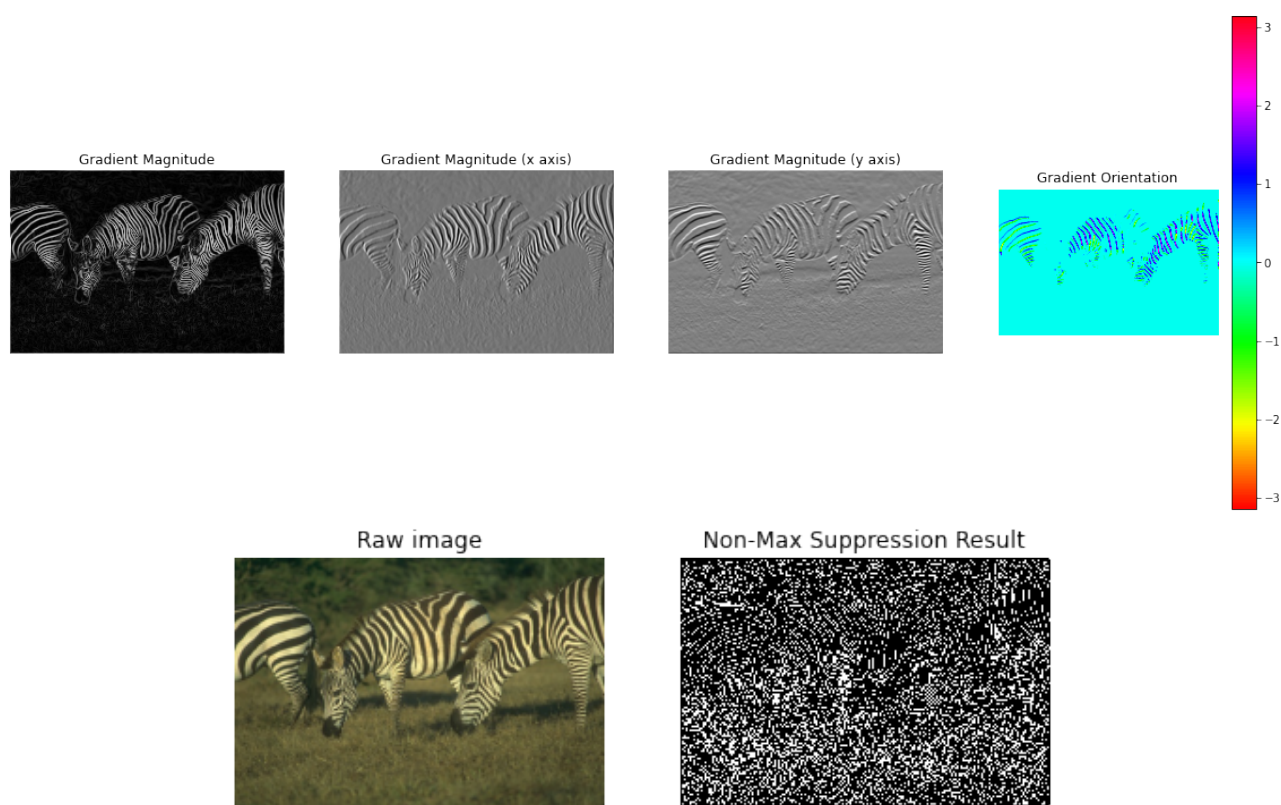 Gradient Magnitude
Gradient Magnitude (x axis)
Gradient Magnitude (y axis)
Gradient Orientation
3
2
1
0
−1
−2
−3
Raw image
Non-Max Suppression Result